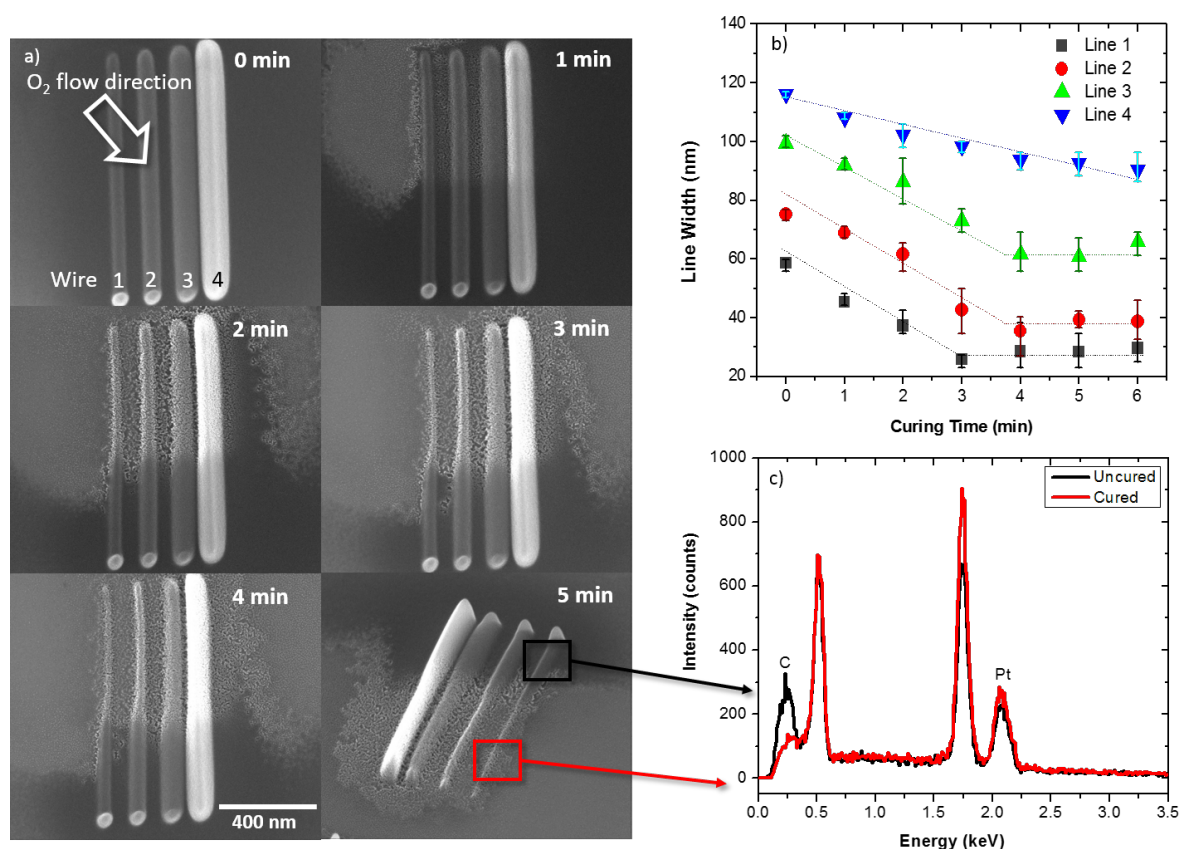 a)
O₂ flow direction
0 min
Wire 1 2 3 4
1 min
2 min
3 min
4 min
400 nm
5 min
b)
Line 1
Line 2
Line 3
Line 4
Line Width (nm)
140
120
100
80
60
40
20
0 1 2 3 4 5 6
Curing Time (min)
c)
Uncured
Cured
Intensity (counts)
1000
800
600
400
200
0
C
Pt
0.0 0.5 1.0 1.5 2.0 2.5 3.0 3.5
Energy (keV)